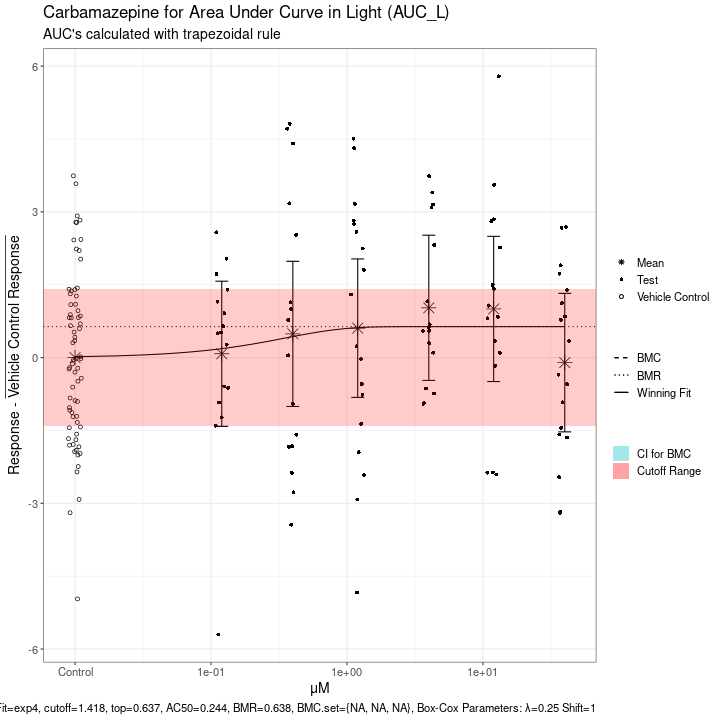 Carbamazepine for Area Under Curve in Light (AUC_L)
AUC's calculated with trapezoidal rule
Response - Vehicle Control Response
6
3
0
-3
-6
Control
1e-01
1e+00
1e+01
μM
Mean
Test
Vehicle Control
BMC
BMR
Winning Fit
CI for BMC
Cutoff Range
Fit=exp4, cutoff=1.418, top=0.637, AC50=0.244, BMR=0.638, BMC.set={NA, NA, NA}, Box-Cox Parameters: λ=0.25 Shift=1